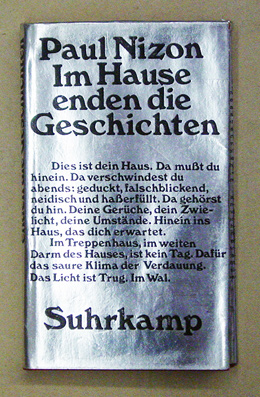 Paul Nizon
Im Hause
enden die
Geschichten
Dies ist dein Haus. Da mußt du
hinein. Da verschwindest du
abends: geduckt, falschblickend,
neidisch und haßerfüllt. Da gehörst
du hin. Deine Gerüche, dein Zwie-
licht, deine Umstände. Hinein ins
Haus, das dich erwartet.
Im Treppenhaus, im weiten
Darm des Hauses, ist kein Tag. Dafür
das saure Klima der Verdauung.
Das Licht ist Trug. Im Wal.
Suhrkamp